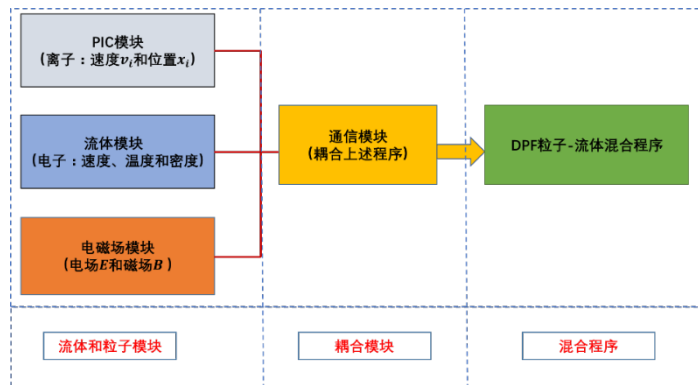 PIC模块
(离子：速度vᵢ和位置xᵢ)
流体模块
(电子：速度、温度和密度)
电磁场模块
(电场E和磁场B )
通信模块
(耦合上述程序)
DPF粒子-流体混合程序
流体和粒子模块
耦合模块
混合程序